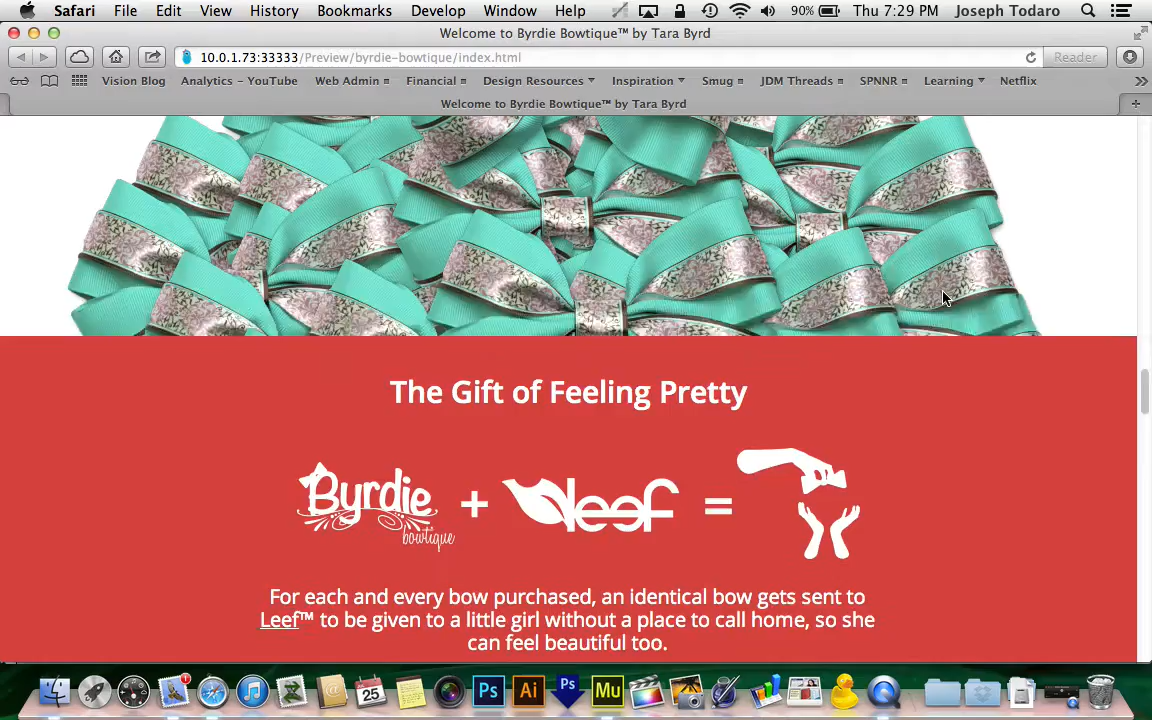 Safari File Edit View History Bookmarks Develop Window Help 90% Thu 7:29 PM Joseph Todaro
Welcome to Byrdie Bowtique™ by Tara Byrd
10.0.1.73:33333/Preview/byrdie-bowtique/index.html Reader
Vision Blog Analytics - YouTube Web Admin Financial Design Resources Inspiration Smug JDM Threads SPNNR Learning Netflix
Welcome to Byrdie Bowtique™ by Tara Byrd
The Gift of Feeling Pretty
Byrdie bowtique + leef =
For each and every bow purchased, an identical bow gets sent to
Leef™ to be given to a little girl without a place to call home, so she
can feel beautiful too.
1 25 Ps Ai Ps Mu